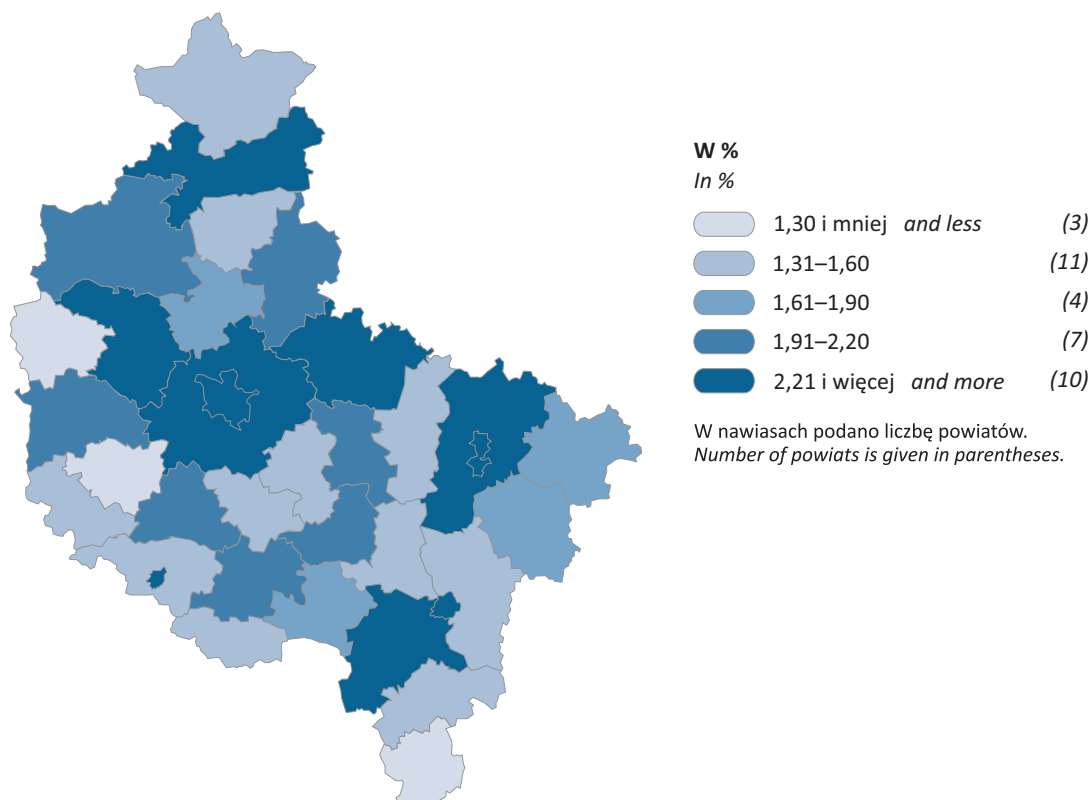 W %
In %
1,30 i mniej and less (3)
1,31–1,60 (11)
1,61–1,90 (4)
1,91–2,20 (7)
2,21 i więcej and more (10)
W nawiasach podano liczbę powiatów.
Number of powiats is given in parentheses.